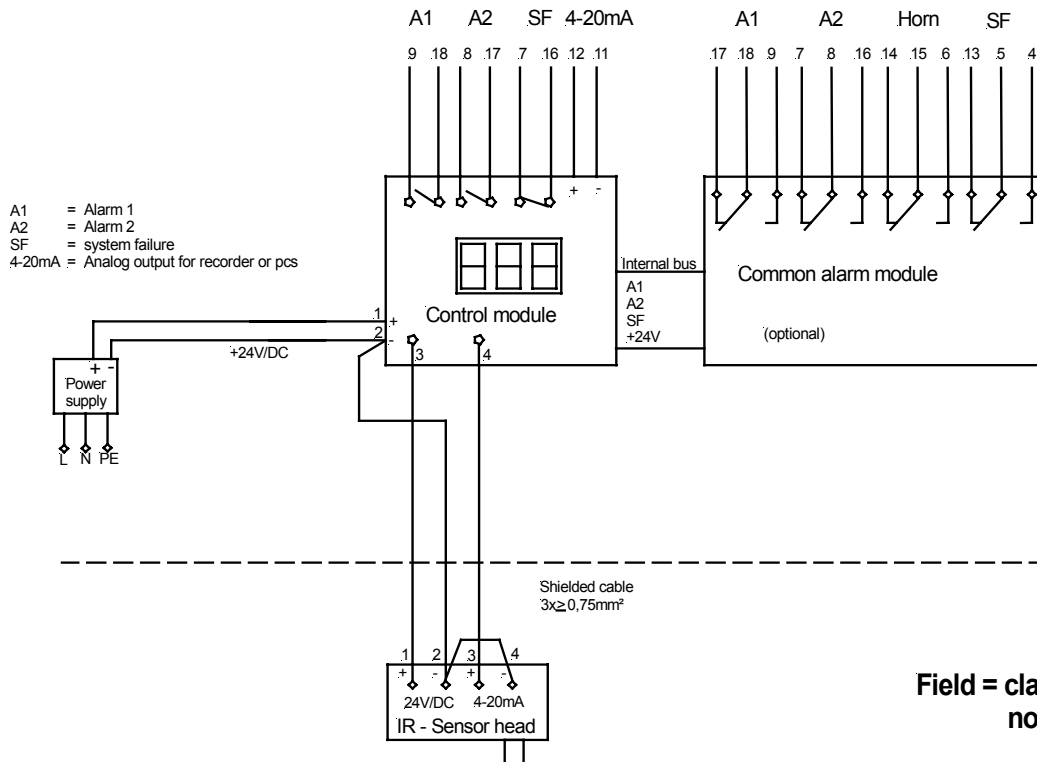 A1 A2 SF 4-20mA
9 18 8 17 7 16 12 11
A1 A2 Horn SF
17 18 9 7 8 16 14 15 6 13 5 4
+ -
A1 = Alarm 1
A2 = Alarm 2
SF = system failure
4-20mA = Analog output for recorder or pcs
Control module
1 +
2 -
3 4
+24V/DC
Internal bus
A1
A2
SF
+24V
Common alarm module
(optional)
+ -
Power
supply
L N PE
Shielded cable
3x≥0,75mm²
1 2 3 4
+ - + -
24V/DC 4-20mA
IR - Sensor head
Field = cla
no